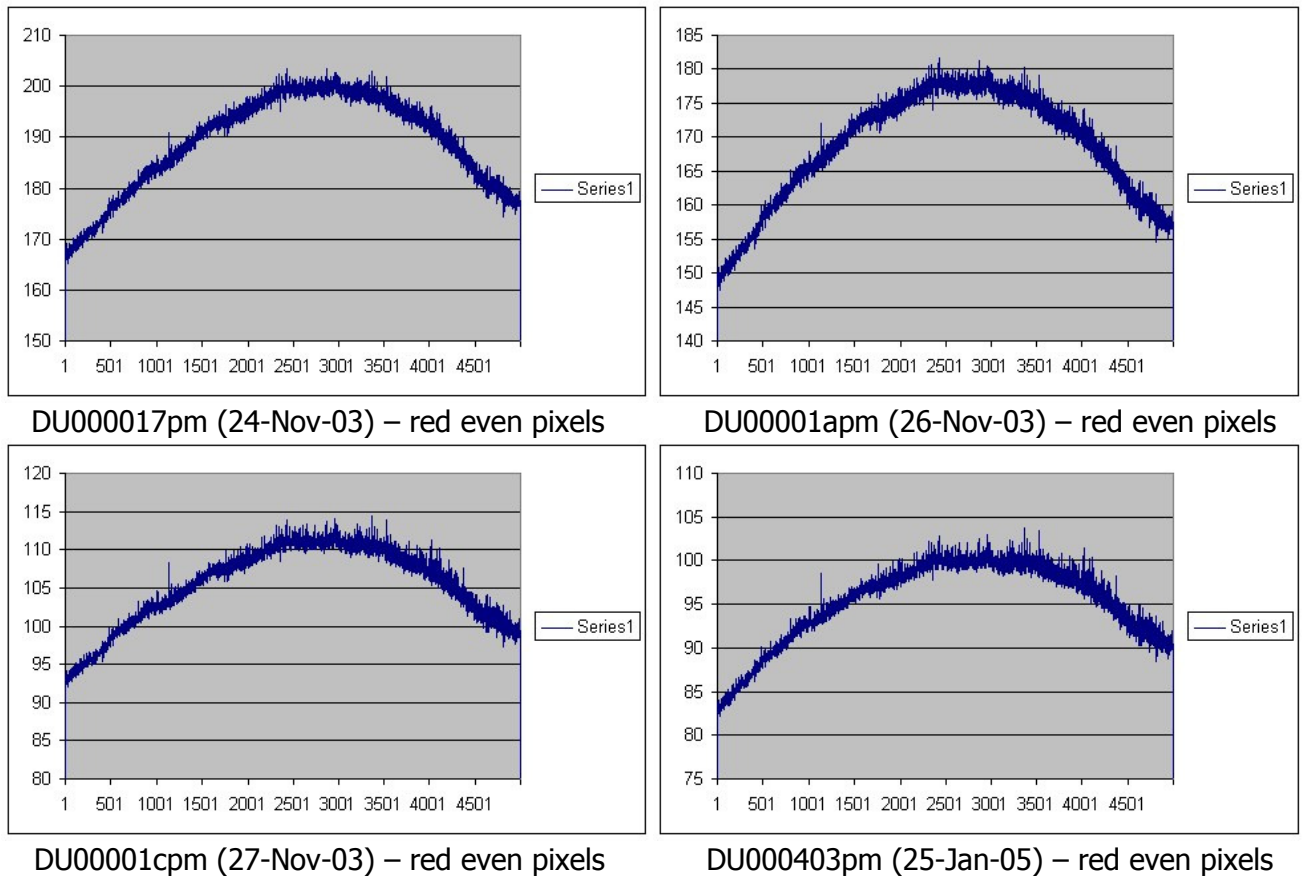 210
200
190
180
170
160
150
1 501 1001 1501 2001 2501 3001 3501 4001 4501
Series1
185
180
175
170
165
160
155
150
145
140
1 501 1001 1501 2001 2501 3001 3501 4001 4501
Series1
DU000017pm (24-Nov-03) – red even pixels
DU00001apm (26-Nov-03) – red even pixels
120
115
110
105
100
95
90
85
80
1 501 1001 1501 2001 2501 3001 3501 4001 4501
Series1
110
105
100
95
90
85
80
75
1 501 1001 1501 2001 2501 3001 3501 4001 4501
Series1
DU00001cpm (27-Nov-03) – red even pixels
DU000403pm (25-Jan-05) – red even pixels